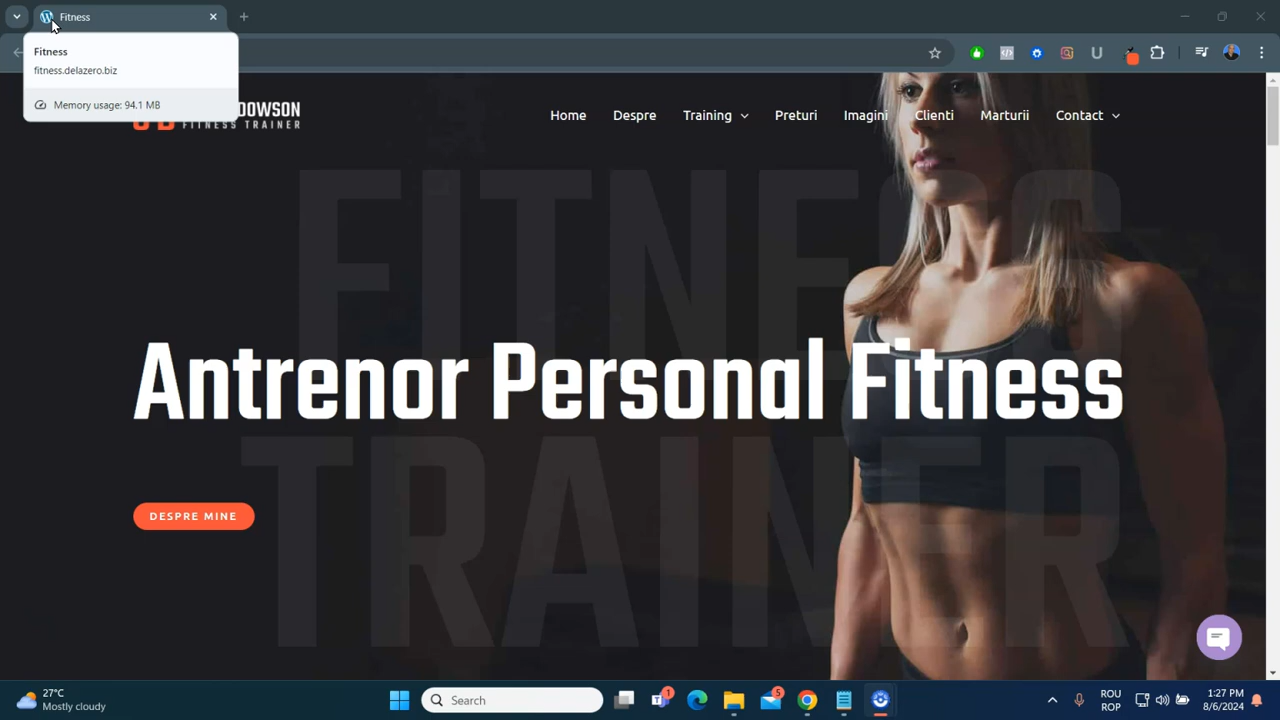 Fitness
Fitness
fitness.delazero.biz
Memory usage: 94.1 MB
DOWSON
FITNESS TRAINER
Home
Despre
Training
Preturi
Imagini
Clienti
Marturii
Contact
FITNESS
Antrenor Personal Fitness
TRAINER
DESPRE MINE
27°C
Mostly cloudy
Search
1
5
ROU
ROP
1:27 PM
8/6/2024